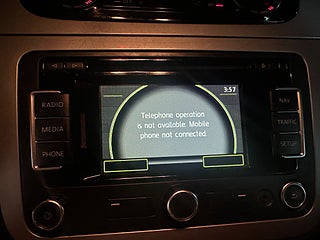 3:57
Telephone operation
is not available. Mobile
phone not connected.
RADIO
MEDIA
PHONE
NAV
TRAFFIC
SETUP